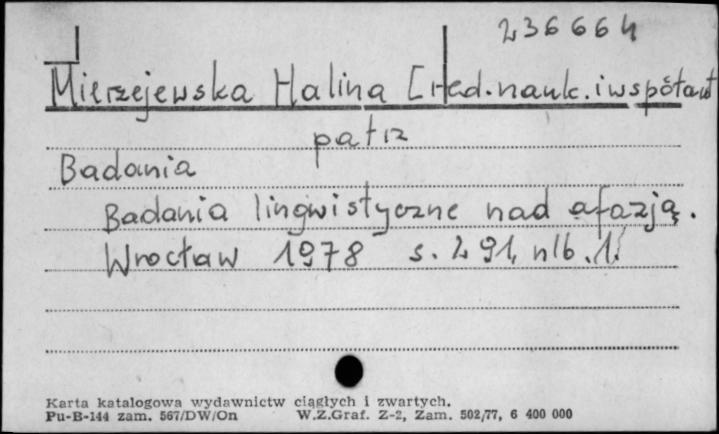 236664
Mierzejewska Halina [red.nauk.iwspółaut
patrz
Badania
Badania lingwistyczne nad afazją.
Wrocław 1978 s. 291, nlb. 1.
Karta katalogowa wydawnictw ciągłych i zwartych.
Pu-B-144 zam. 567/DW/On W.Z.Graf. Z-2, Zam. 502/77, 6 400 000